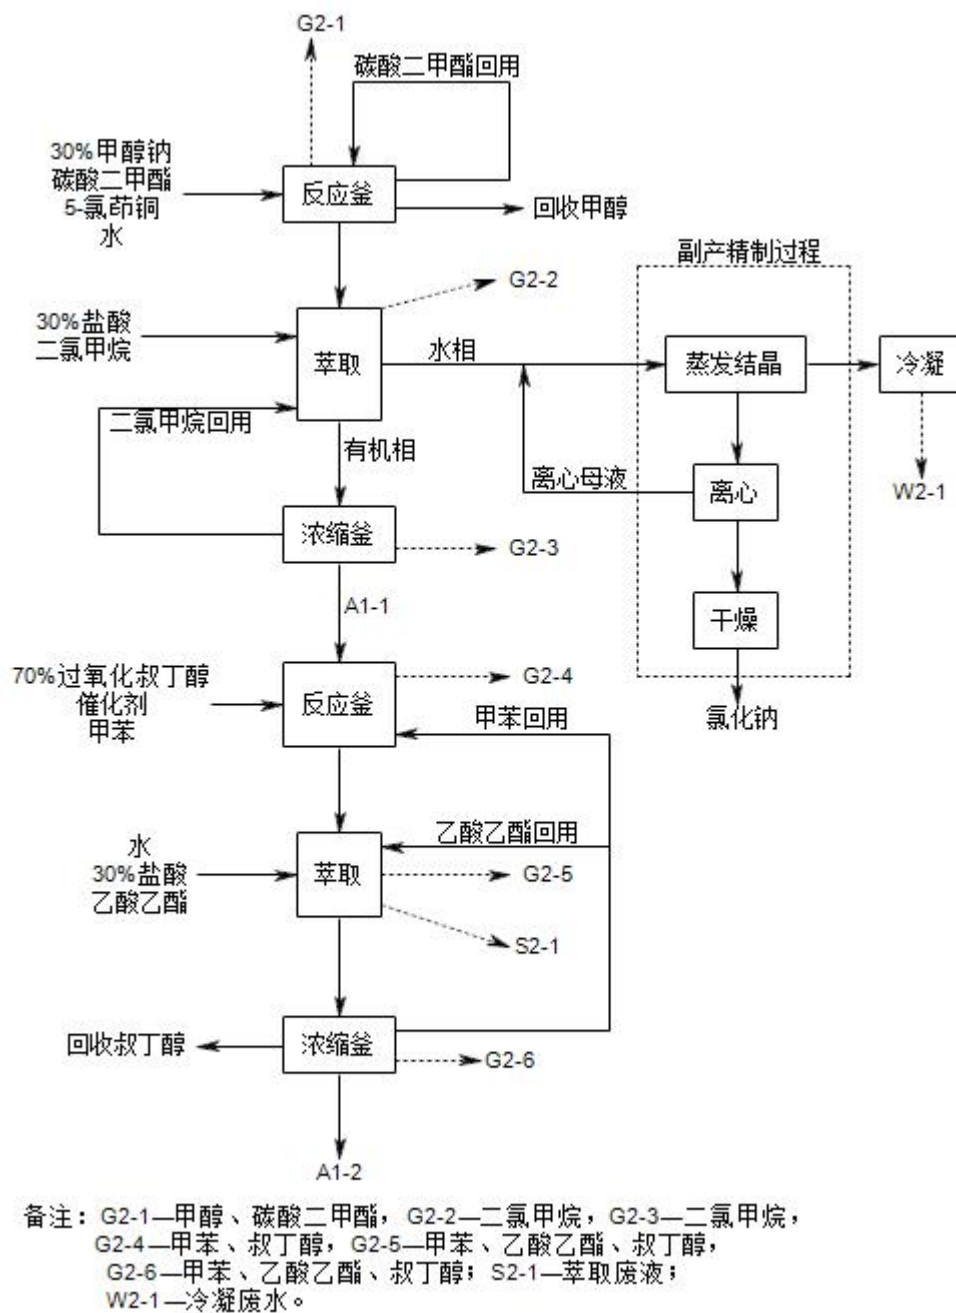 G2-1
碳酸二甲酯回用
30%甲醇钠
碳酸二甲酯
5-氯茚铜
水
反应釜
回收甲醇
副产精制过程
G2-2
30%盐酸
二氯甲烷
萃取
水相
蒸发结晶
冷凝
二氯甲烷回用
有机相
离心母液
离心
W2-1
浓缩釜
G2-3
A1-1
干燥
70%过氧化叔丁醇
催化剂
甲苯
反应釜
G2-4
甲苯回用
氯化钠
水
30%盐酸
乙酸乙酯
萃取
乙酸乙酯回用
G2-5
S2-1
回收叔丁醇
浓缩釜
G2-6
A1-2
备注：G2-1—甲醇、碳酸二甲酯，G2-2—二氯甲烷，G2-3—二氯甲烷，
G2-4—甲苯、叔丁醇，G2-5—甲苯、乙酸乙酯、叔丁醇，
G2-6—甲苯、乙酸乙酯、叔丁醇；S2-1—萃取废液；
W2-1—冷凝废水。